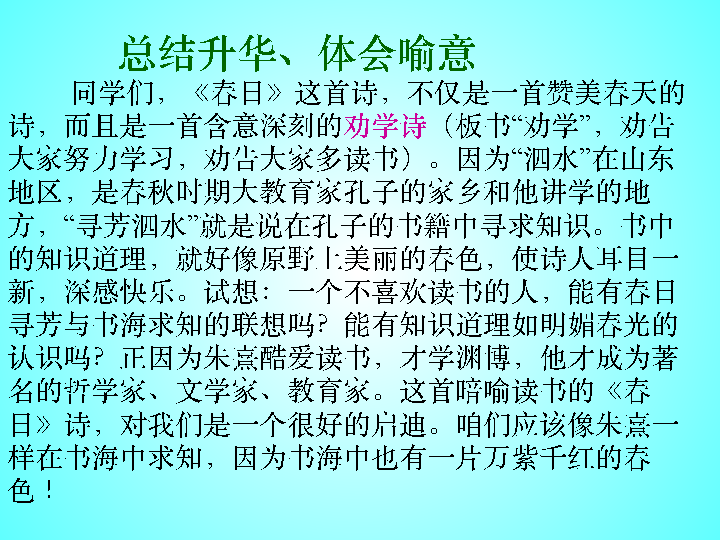 总结升华、体会喻意
同学们，《春日》这首诗，不仅是一首赞美春天的
诗，而且是一首含意深刻的劝学诗（板书“劝学”，劝告
大家努力学习，劝告大家多读书）。因为“泗水”在山东
地区，是春秋时期大教育家孔子的家乡和他讲学的地
方，“寻芳泗水”就是说在孔子的书籍中寻求知识。书中
的知识道理，就好像原野上美丽的春色，使诗人耳目一
新，深感快乐。试想：一个不喜欢读书的人，能有春日
寻芳与书海求知的联想吗？能有知识道理如明媚春光的
认识吗？正因为朱熹酷爱读书，才学渊博，他才成为著
名的哲学家、文学家、教育家。这首暗喻读书的《春
日》诗，对我们是一个很好的启迪。咱们应该像朱熹一
样在书海中求知，因为书海中也有一片万紫千红的春
色！